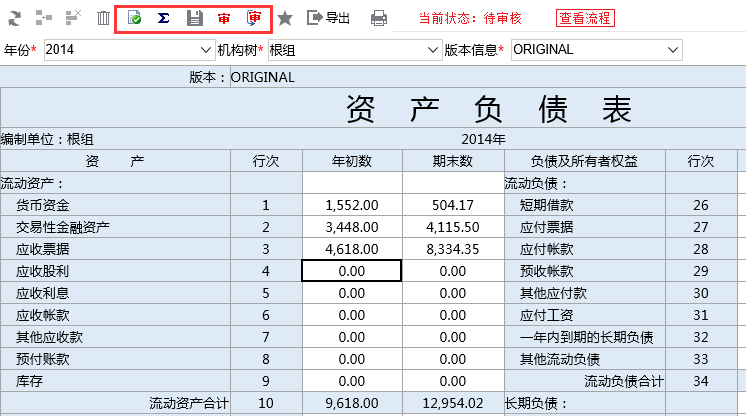 Σ 审 审 导出 当前状态：待审核 查看流程
年份* 2014 机构树* 根组 版本信息* ORIGINAL
版本： ORIGINAL
资 产 负 债 表
编制单位：根组 2014年
资 产 行次 年初数 期末数 负债及所有者权益 行次
流动资产： 流动负债：
货币资金 1 1,552.00 504.17 短期借款 26
交易性金融资产 2 3,448.00 4,115.50 应付票据 27
应收票据 3 4,618.00 8,334.35 应付帐款 28
应收股利 4 0.00 0.00 预收帐款 29
应收利息 5 0.00 0.00 其他应付款 30
应收帐款 6 0.00 0.00 应付工资 31
其他应收款 7 0.00 0.00 一年内到期的长期负债 32
预付账款 8 0.00 0.00 其他流动负债 33
库存 9 0.00 0.00 流动负债合计 34
流动资产合计 10 9,618.00 12,954.02 长期负债：